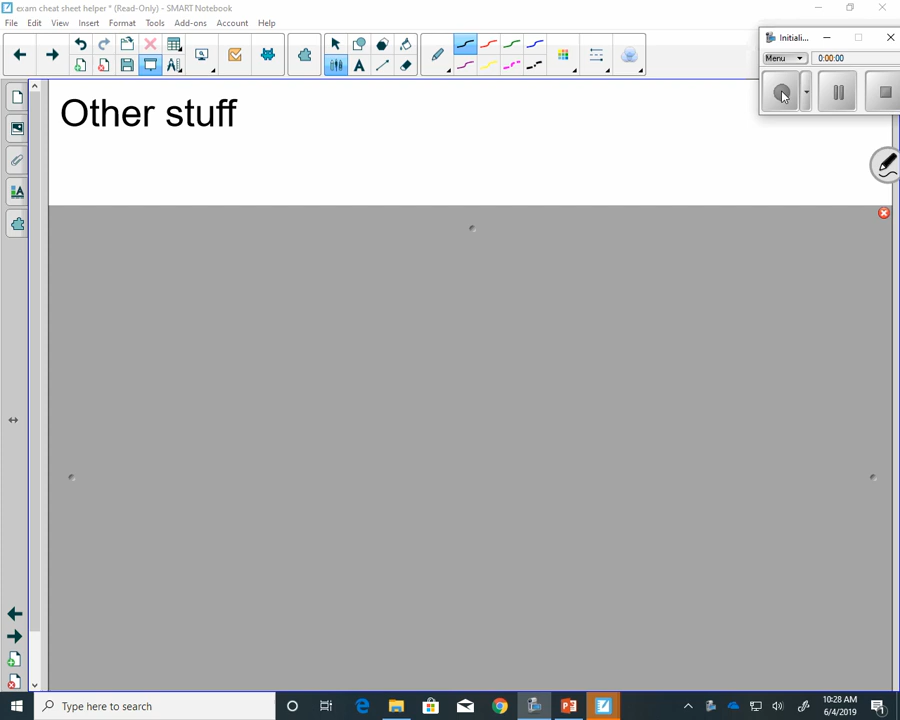 exam cheat sheet helper * (Read-Only) - SMART Notebook
File Edit View Insert Format Tools Add-ons Account Help
Initiali...
Menu 0:00:00
Other stuff
Type here to search
10:28 AM
6/4/2019
1